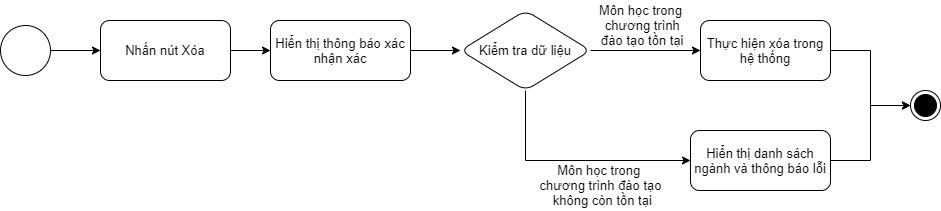 Nhấn nút Xóa
Hiển thị thông báo xác
nhận xác
Kiểm tra dữ liệu
Môn học trong
chương trình
đào tạo tồn tại
Thực hiện xóa trong
hệ thống
Môn học trong
chương trình đào tạo
không còn tồn tại
Hiển thị danh sách
ngành và thông báo lỗi